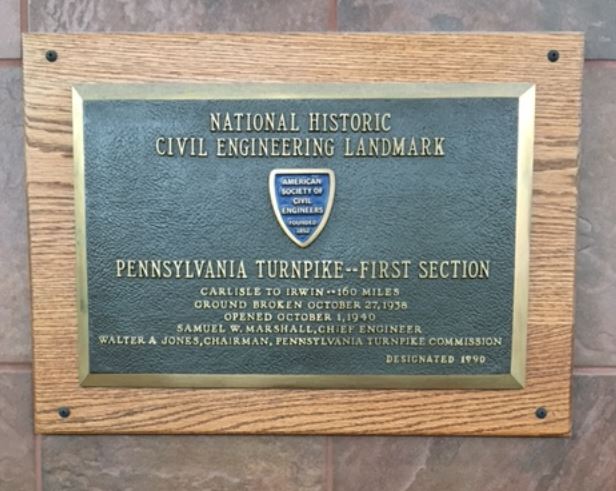 NATIONAL HISTORIC
CIVIL ENGINEERING LANDMARK
AMERICAN
SOCIETY OF
CIVIL
ENGINEERS
FOUNDED
1852
PENNSYLVANIA TURNPIKE--FIRST SECTION
CARLISLE TO IRWIN--160 MILES
GROUND BROKEN OCTOBER 27, 1938
OPENED OCTOBER 1, 1940
SAMUEL W. MARSHALL, CHIEF ENGINEER
WALTER A JONES, CHAIRMAN, PENNSYLVANIA TURNPIKE COMMISSION
DESIGNATED 1990